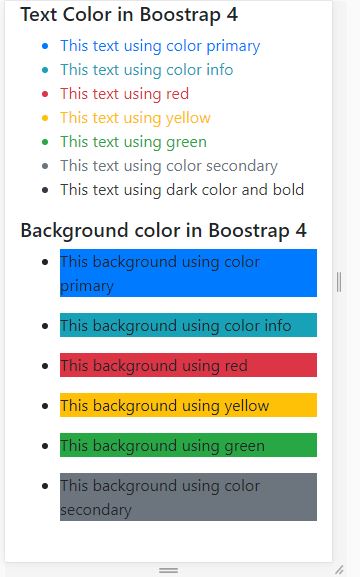 Text Color in Boostrap 4
This text using color primary
This text using color info
This text using red
This text using yellow
This text using green
This text using color secondary
This text using dark color and bold
Background color in Boostrap 4
This background using color
primary
This background using color info
This background using red
This background using yellow
This background using green
This background using color
secondary